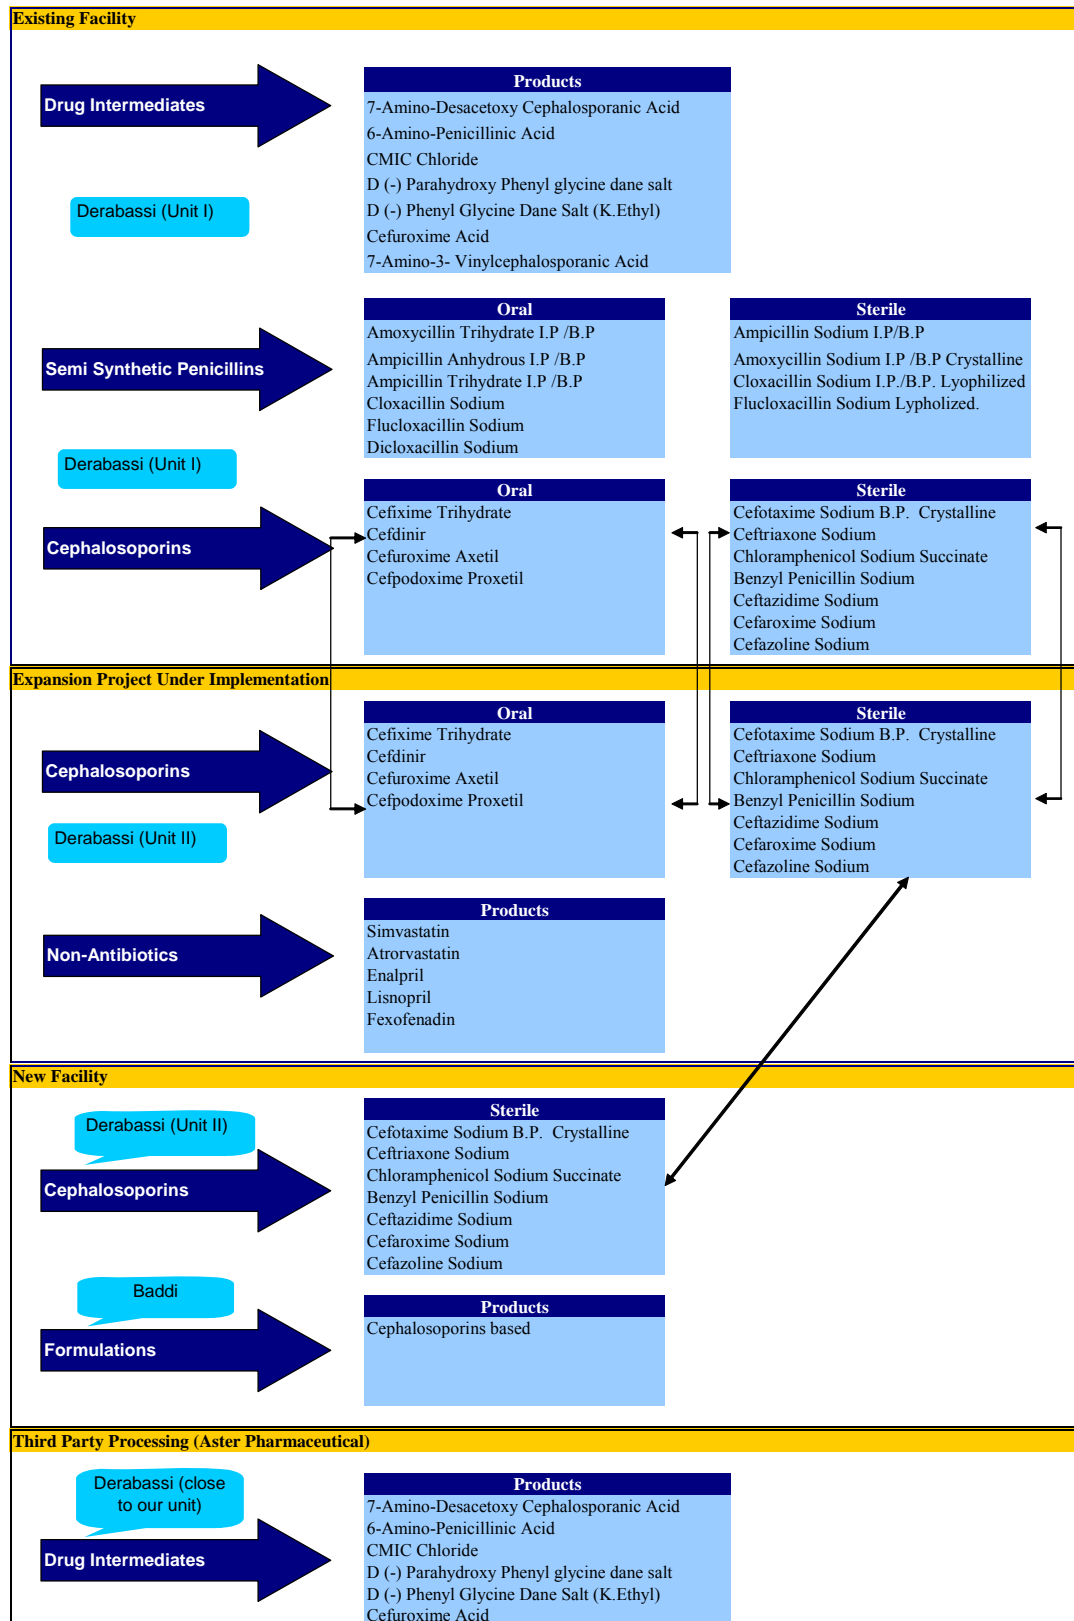 Existing Facility
Drug Intermediates
Products
7-Amino-Desacetoxy Cephalosporanic Acid
6-Amino-Penicillinic Acid
CMIC Chloride
D (-) Parahydroxy Phenyl glycine dane salt
D (-) Phenyl Glycine Dane Salt (K.Ethyl)
Cefuroxime Acid
7-Amino-3- Vinylcephalosporanic Acid
Derabassi (Unit I)
Semi Synthetic Penicillins
Oral
Amoxycillin Trihydrate I.P /B.P
Ampicillin Anhydrous I.P /B.P
Ampicillin Trihydrate I.P /B.P
Cloxacillin Sodium
Flucloxacillin Sodium
Dicloxacillin Sodium
Sterile
Ampicillin Sodium I.P/B.P
Amoxycillin Sodium I.P /B.P Crystalline
Cloxacillin Sodium I.P./B.P. Lyophilized
Flucloxacillin Sodium Lypholized.
Derabassi (Unit I)
Cephalosoporins
Oral
Cefixime Trihydrate
Cefdinir
Cefuroxime Axetil
Cefpodoxime Proxetil
Sterile
Cefotaxime Sodium B.P. Crystalline
Ceftriaxone Sodium
Chloramphenicol Sodium Succinate
Benzyl Penicillin Sodium
Ceftazidime Sodium
Cefaroxime Sodium
Cefazoline Sodium
Expansion Project Under Implementation
Cephalosoporins
Derabassi (Unit II)
Oral
Cefixime Trihydrate
Cefdinir
Cefuroxime Axetil
Cefpodoxime Proxetil
Sterile
Cefotaxime Sodium B.P. Crystalline
Ceftriaxone Sodium
Chloramphenicol Sodium Succinate
Benzyl Penicillin Sodium
Ceftazidime Sodium
Cefaroxime Sodium
Cefazoline Sodium
Non-Antibiotics
Products
Simvastatin
Atrorvastatin
Enalpril
Lisnopril
Fexofenadin
New Facility
Derabassi (Unit II)
Cephalosoporins
Sterile
Cefotaxime Sodium B.P. Crystalline
Ceftriaxone Sodium
Chloramphenicol Sodium Succinate
Benzyl Penicillin Sodium
Ceftazidime Sodium
Cefaroxime Sodium
Cefazoline Sodium
Baddi
Formulations
Products
Cephalosoporins based
Third Party Processing (Aster Pharmaceutical)
Derabassi (close
to our unit)
Drug Intermediates
Products
7-Amino-Desacetoxy Cephalosporanic Acid
6-Amino-Penicillinic Acid
CMIC Chloride
D (-) Parahydroxy Phenyl glycine dane salt
D (-) Phenyl Glycine Dane Salt (K.Ethyl)
Cefuroxime Acid